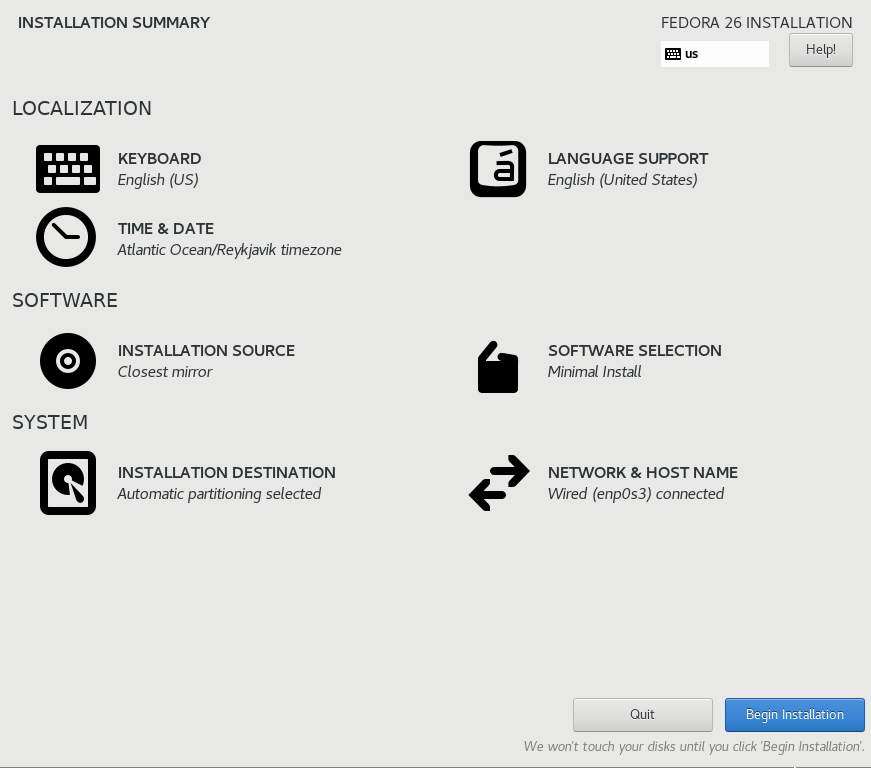 INSTALLATION SUMMARY
FEDORA 26 INSTALLATION
us
Help!
LOCALIZATION
KEYBOARD
English (US)
á
LANGUAGE SUPPORT
English (United States)
TIME & DATE
Atlantic Ocean/Reykjavik timezone
SOFTWARE
INSTALLATION SOURCE
Closest mirror
SOFTWARE SELECTION
Minimal Install
SYSTEM
INSTALLATION DESTINATION
Automatic partitioning selected
NETWORK & HOST NAME
Wired (enp0s3) connected
Quit
Begin Installation
We won't touch your disks until you click 'Begin Installation'.